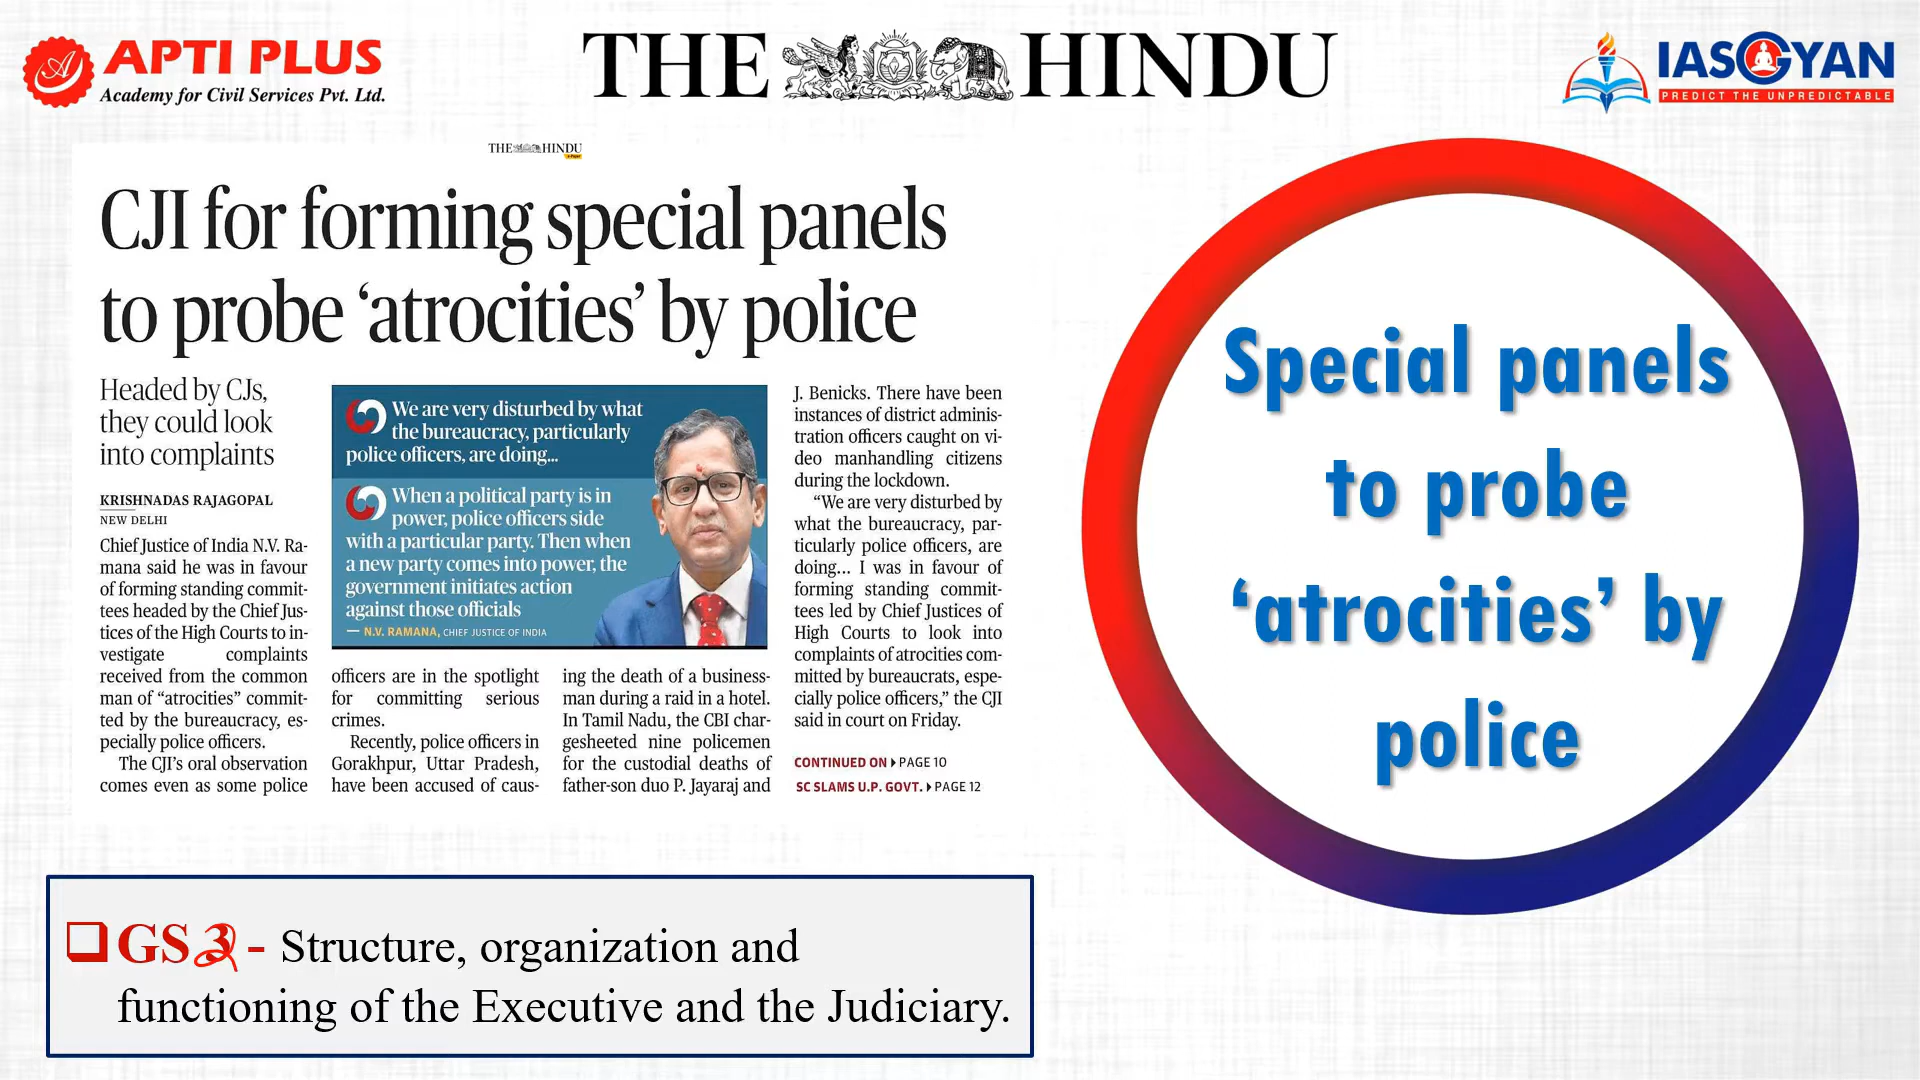 APTI PLUS
Academy for Civil Services Pvt. Ltd.
THE HINDU
IASGYAN
PREDICT THE UNPREDICTABLE
THE HINDU
e-Paper
CJI for forming special panels
to probe ‘atrocities’ by police
Headed by CJs,
they could look
into complaints
KRISHNADAS RAJAGOPAL
NEW DELHI
Chief Justice of India N.V. Ra-
mana said he was in favour
of forming standing commit-
tees headed by the Chief Jus-
tices of the High Courts to in-
vestigate complaints
received from the common
man of “atrocities” commit-
ted by the bureaucracy, es-
pecially police officers.
The CJI’s oral observation
comes even as some police
We are very disturbed by what
the bureaucracy, particularly
police officers, are doing...
When a political party is in
power, police officers side
with a particular party. Then when
a new party comes into power, the
government initiates action
against those officials
— N.V. RAMANA, CHIEF JUSTICE OF INDIA
officers are in the spotlight
for committing serious
crimes.
Recently, police officers in
Gorakhpur, Uttar Pradesh,
have been accused of caus-
ing the death of a business-
man during a raid in a hotel.
In Tamil Nadu, the CBI char-
gesheeted nine policemen
for the custodial deaths of
father-son duo P. Jayaraj and
J. Benicks. There have been
instances of district adminis-
tration officers caught on vi-
deo manhandling citizens
during the lockdown.
“We are very disturbed by
what the bureaucracy, par-
ticularly police officers, are
doing... I was in favour of
forming standing commit-
tees led by Chief Justices of
High Courts to look into
complaints of atrocities com-
mitted by bureaucrats, espe-
cially police officers,” the CJI
said in court on Friday.
CONTINUED ON PAGE 10
SC SLAMS U.P. GOVT. PAGE 12
Special panels
to probe
‘atrocities’ by
police
GS - Structure, organization and
functioning of the Executive and the Judiciary.